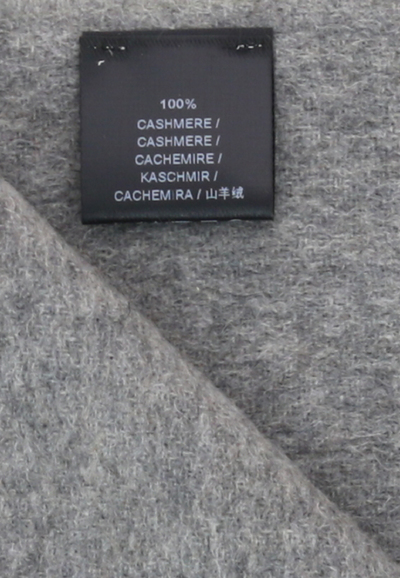 100%
CASHMERE /
CASHMERE /
CACHEMIRE /
KASCHMIR /
CACHEMIRA / 山羊绒